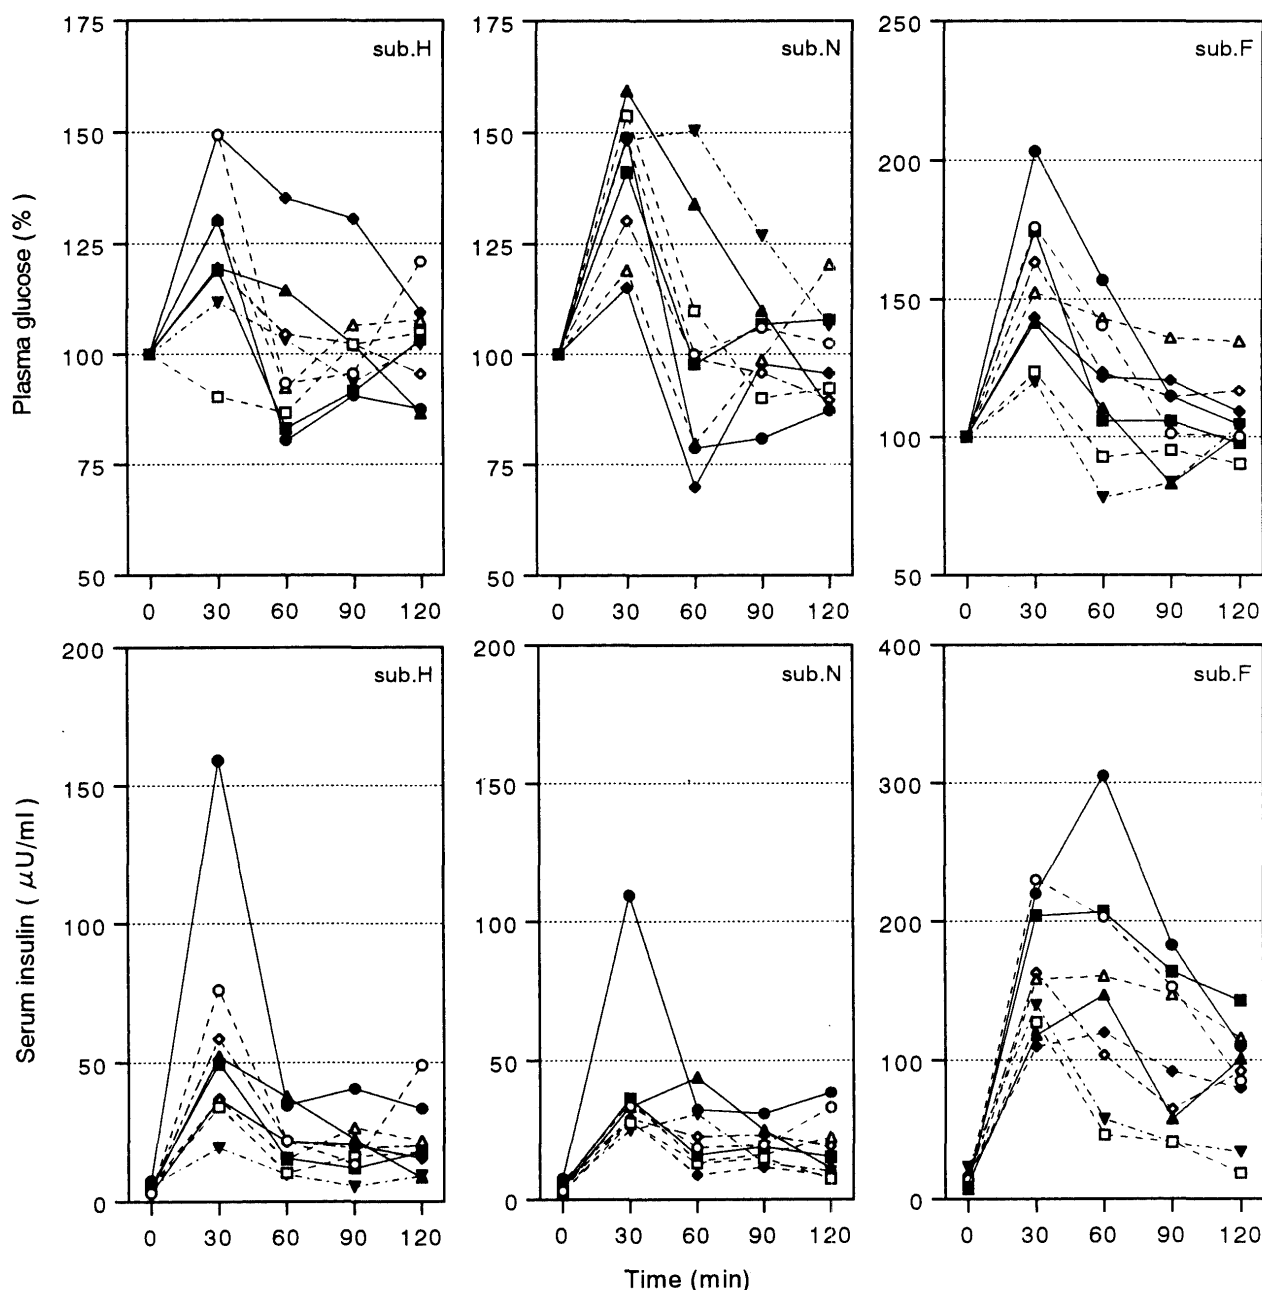 175 150 125 100 75 50
Plasma glucose (%)
sub.H
0 30 60 90 120
175 150 125 100 75 50
sub.N
0 30 60 90 120
250 200 150 100 50
sub.F
0 30 60 90 120
200 150 100 50 0
Serum insulin ( μU/ml )
sub.H
0 30 60 90 120
200 150 100 50 0
sub.N
0 30 60 90 120
400 300 200 100 0
sub.F
0 30 60 90 120
Time (min)